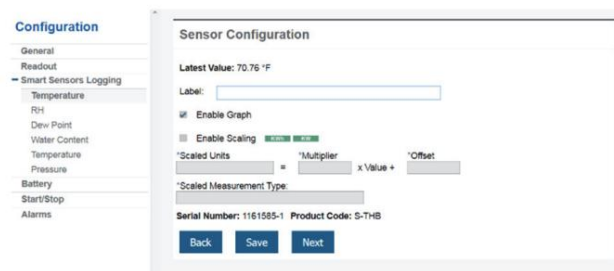 Configuration
General
Readout
Smart Sensors Logging
Temperature
RH
Dew Point
Water Content
Temperature
Pressure
Battery
Start/Stop
Alarms
Sensor Configuration
Latest Value: 70.76 °F
Label:
Enable Graph
Enable Scaling KWh KW
*Scaled Units *Multiplier *Offset
= x Value +
*Scaled Measurement Type:
Serial Number: 1161585-1 Product Code: S-THB
Back Save Next